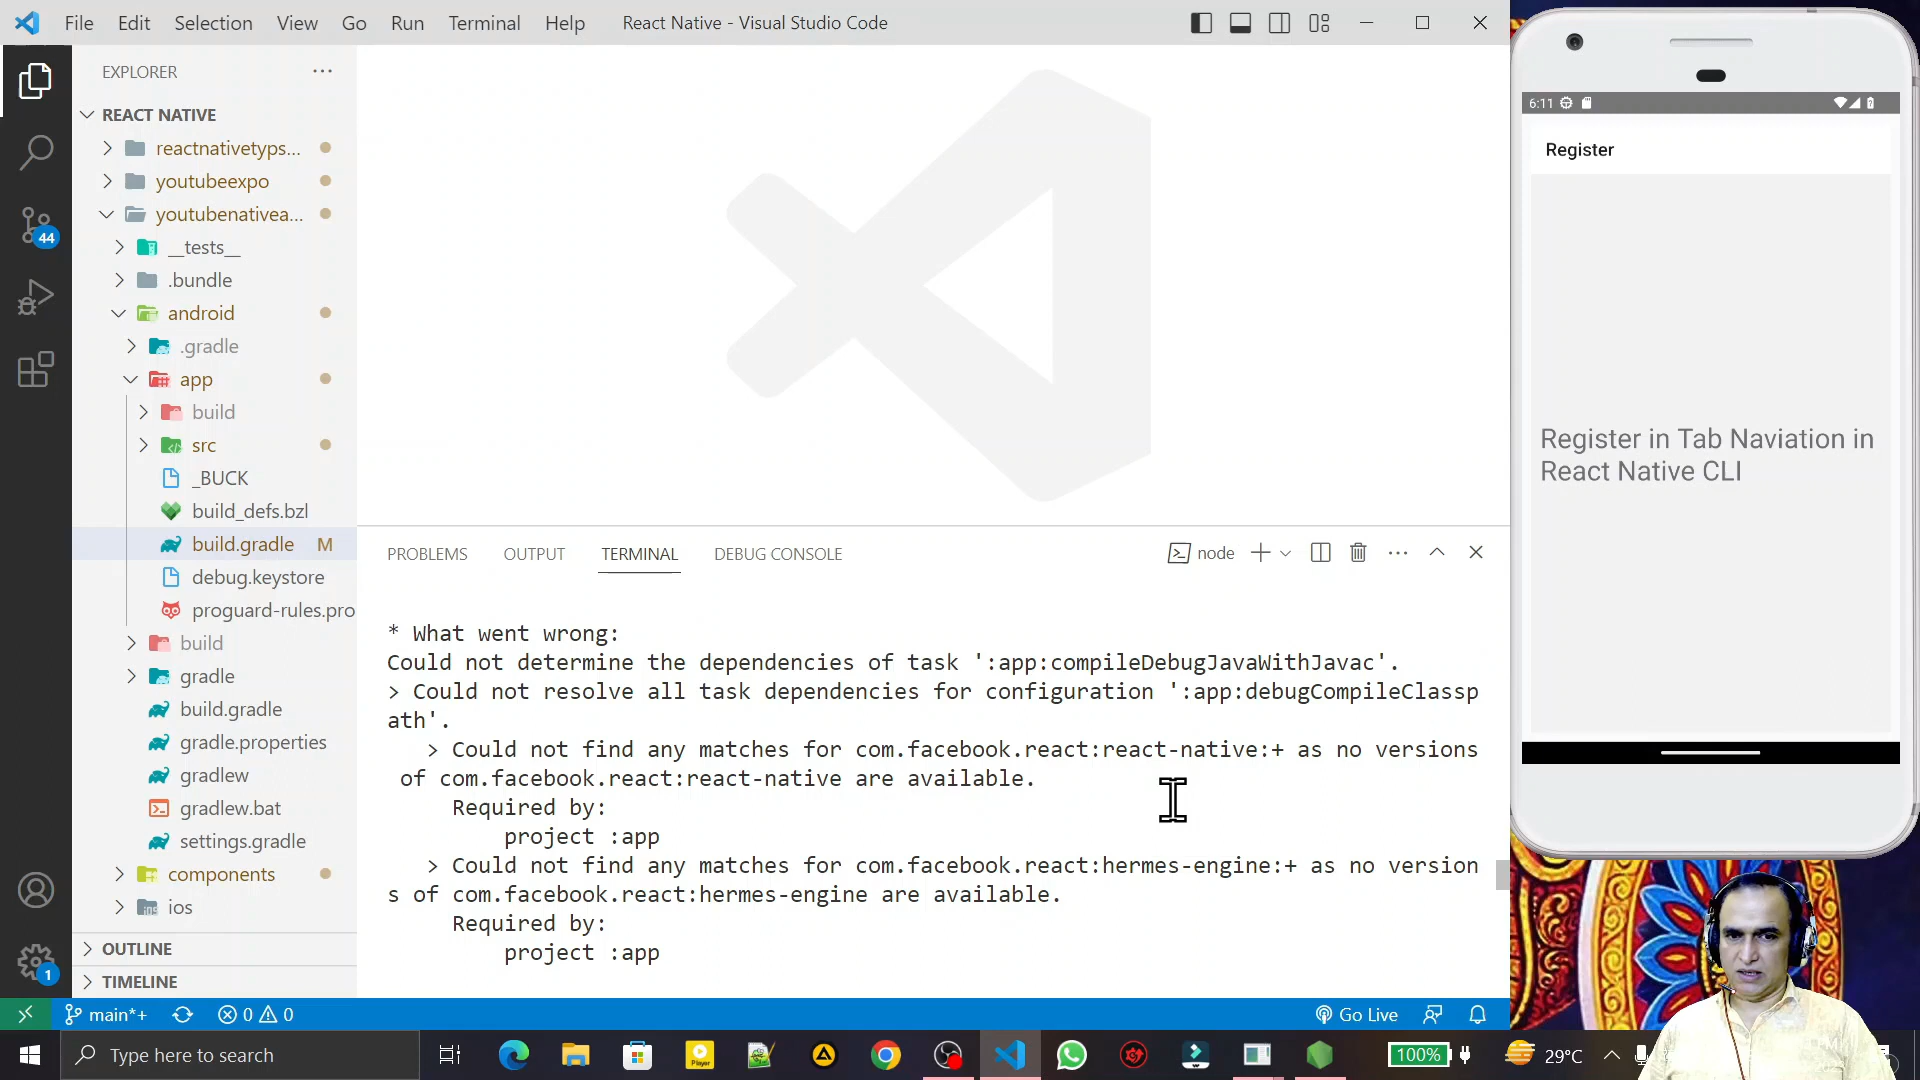 File Edit Selection View Go Run Terminal Help React Native - Visual Studio Code
EXPLORER
REACT NATIVE
reactnativetyps...
youtubeexpo
youtubenativea...
__tests__
.bundle
android
.gradle
app
build
src
_BUCK
build_defs.bzl
build.gradle M
debug.keystore
proguard-rules.pro
build
gradle
build.gradle
gradle.properties
gradlew
gradlew.bat
settings.gradle
components
ios
OUTLINE
TIMELINE
44
1
PROBLEMS OUTPUT TERMINAL DEBUG CONSOLE node
* What went wrong:
Could not determine the dependencies of task ':app:compileDebugJavaWithJavac'.
> Could not resolve all task dependencies for configuration ':app:debugCompileClassp
ath'.
> Could not find any matches for com.facebook.react:react-native:+ as no versions
of com.facebook.react:react-native are available.
Required by:
project :app
> Could not find any matches for com.facebook.react:hermes-engine:+ as no version
s of com.facebook.react:hermes-engine are available.
Required by:
project :app
main*+ 0 0 Go Live
Type here to search
Player
100% 29°C
6:11
Register
Register in Tab Naviation in
React Native CLI